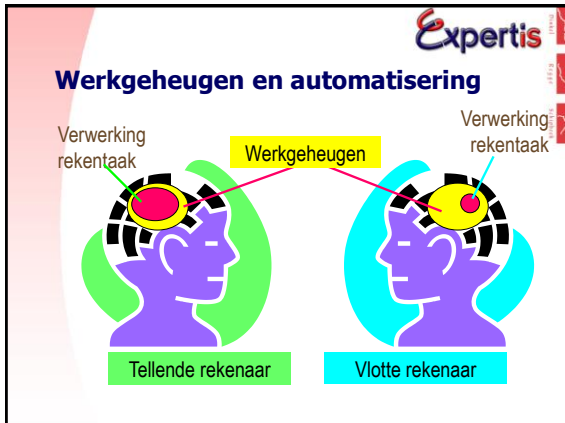 Expertis
Werkgeheugen en automatisering
Verwerking
rekentaak
Werkgeheugen
Verwerking
rekentaak
Tellende rekenaar
Vlotte rekenaar